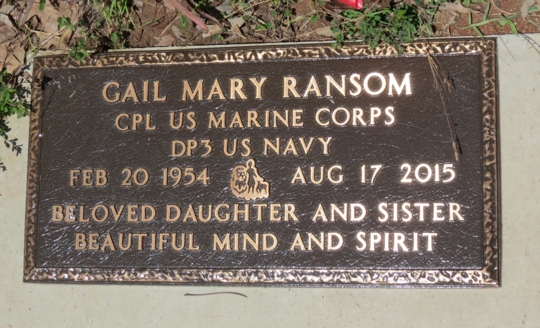 GAIL MARY RANSOM
CPL US MARINE CORPS
DP3 US NAVY
FEB 20 1954 AUG 17 2015
BELOVED DAUGHTER AND SISTER
BEAUTIFUL MIND AND SPIRIT